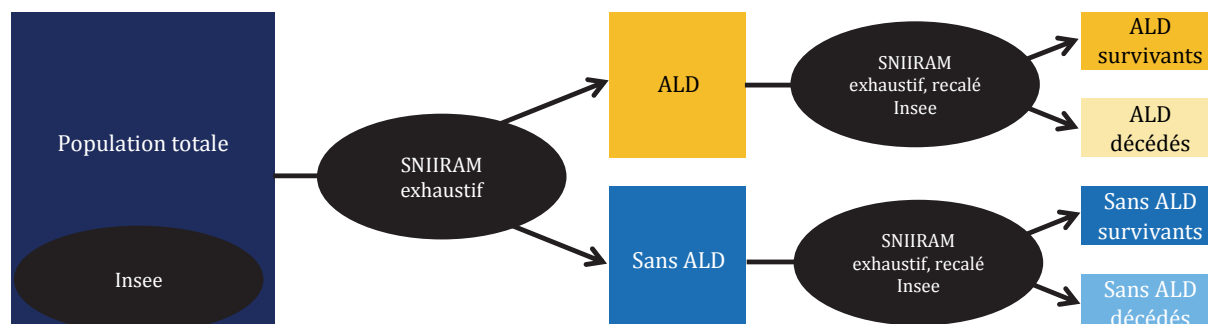 Population totale
Insee
SNIIRAM
exhaustif
ALD
Sans ALD
SNIIRAM
exhaustif, recalé
Insee
SNIIRAM
exhaustif, recalé
Insee
ALD
survivants
ALD
décédés
Sans ALD
survivants
Sans ALD
décédés